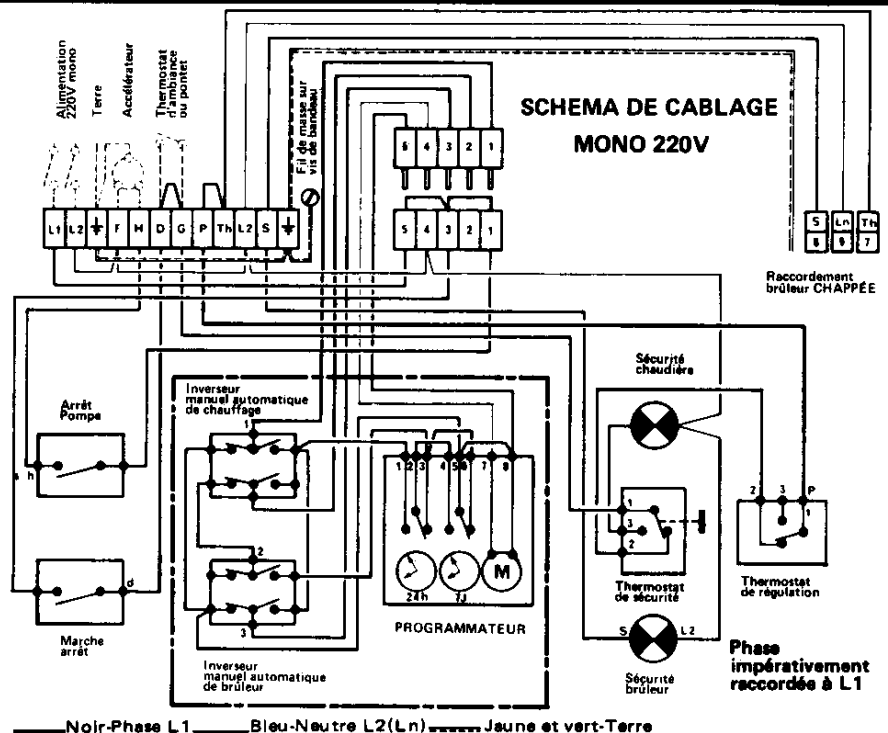 Alimentation
220V mono
Terre
Accélérateur
Thermostat
d'ambiance
ou pontet
Fil de masse sur
vis de bandeau
SCHEMA DE CABLAGE
MONO 220V
5 4 3 2 1
L1 L2 F H D G P Th L2 S
5 4 3 2 1
S Ln Th
8 6 7
Raccordement
brûleur CHAPPÉE
Arrêt
Pompe
h
Inverseur
manuel automatique
de chauffage
1
Sécurité
chaudière
1 2 3 4 5 6 7 8
2 3 P
1
1
3
2
Thermostat
de sécurité
Thermostat
de régulation
d
Marche
arrêt
2
3
24h 7J M
PROGRAMMATEUR
Inverseur
manuel automatique
de brûleur
S L2
Sécurité
brûleur
Phase
impérativement
raccordée à L1
Noir-Phase L1 Bleu-Neutre L2(Ln) Jaune et vert-Terre